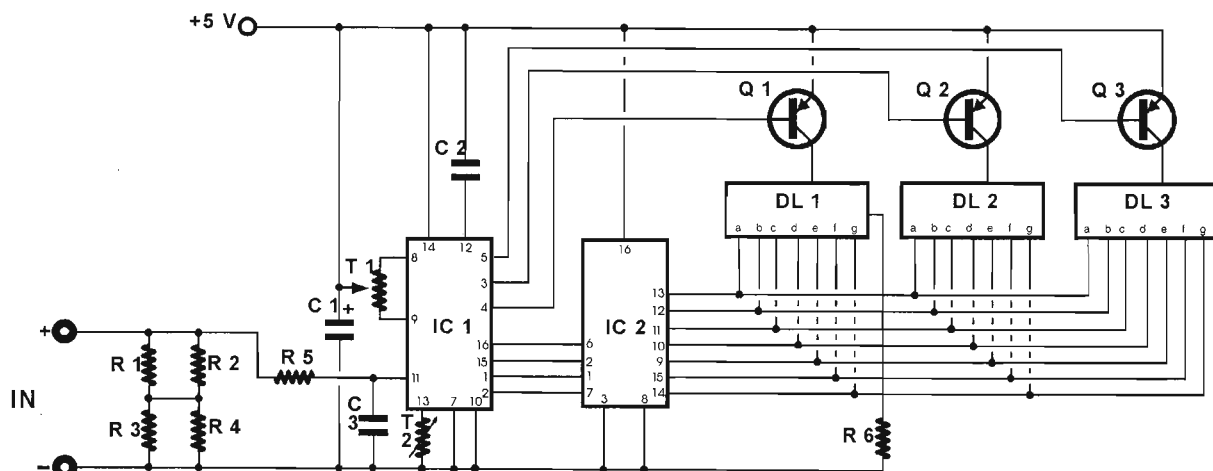 +5 V
Q 1
Q 2
Q 3
C 2
DL 1
DL 2
DL 3
a b c d e f g
a b c d e f g
a b c d e f g
14 12
16
T 1
8
5
3
4
C 1 +
9
IC 1
IC 2
13
12
11
10
9
15
14
16
15
1
2
6
2
1
7
+
R 1
R 2
R 5
11
IN
C 3
13
7
10
3
8
T 2
R 3
R 4
R 6
−